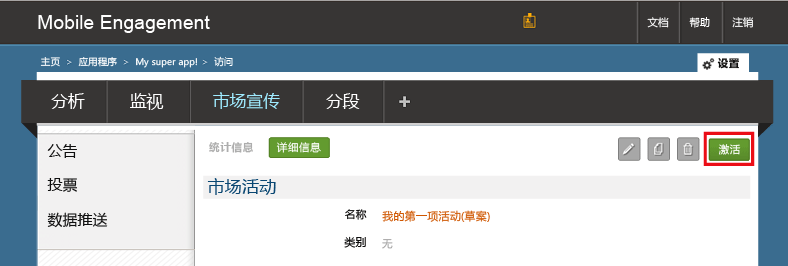 Mobile Engagement 文档 帮助 注销
主页 > 应用程序 > My super app! > 访问 设置
分析 监视 市场宣传 分段 +
公告
投票
数据推送
统计信息 详细信息 激活
市场活动
名称 我的第一项活动(草案)
类别 无